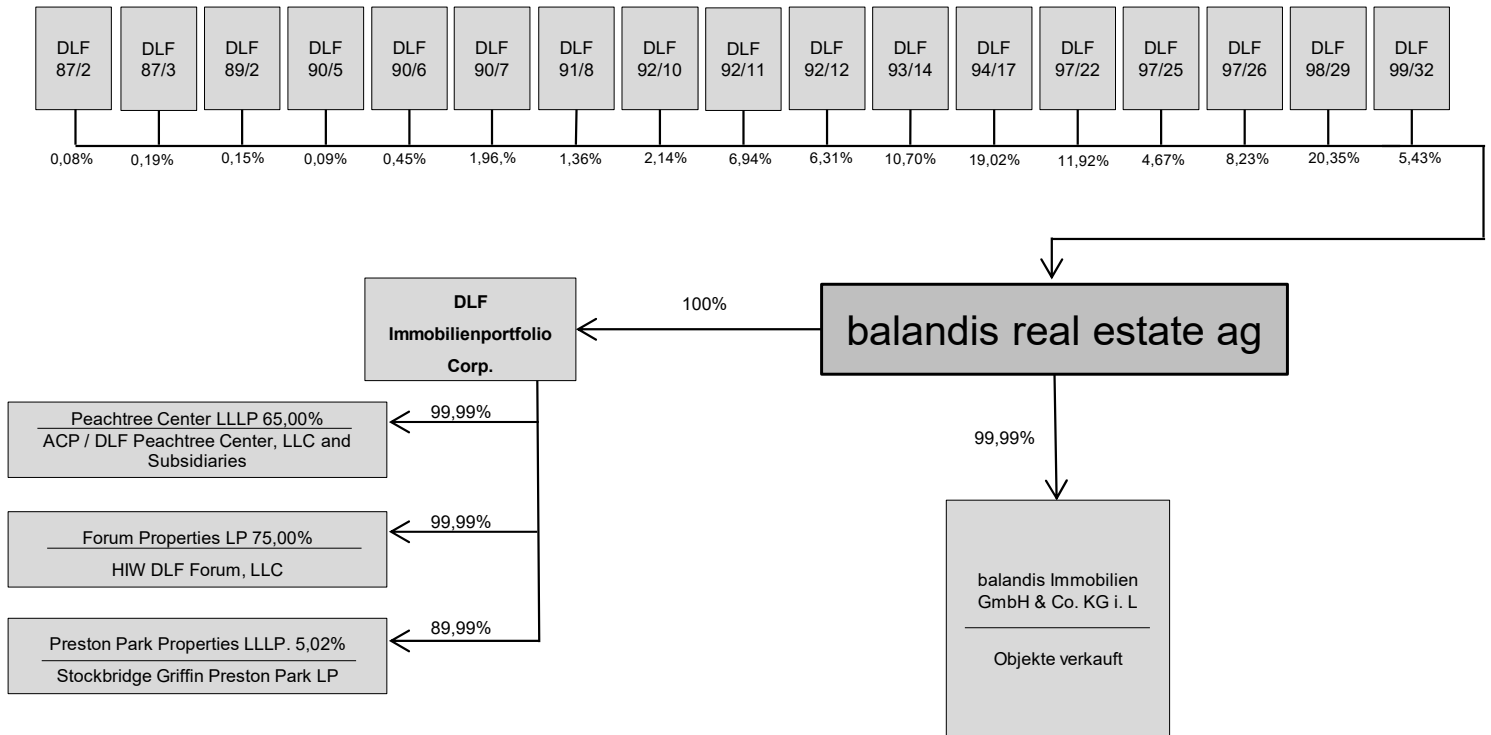 DLF
87/2
DLF
87/3
DLF
89/2
DLF
90/5
DLF
90/6
DLF
90/7
DLF
91/8
DLF
92/10
DLF
92/11
DLF
92/12
DLF
93/14
DLF
94/17
DLF
97/22
DLF
97/25
DLF
97/26
DLF
98/29
DLF
99/32
0,08%
0,19%
0,15%
0,09%
0,45%
1,96,%
1,36%
2,14%
6,94%
6,31%
10,70%
19,02%
11,92%
4,67%
8,23%
20,35%
5,43%
DLF
Immobilienportfolio
Corp.
100%
balandis real estate ag
99,99%
Peachtree Center LLLP 65,00%
ACP / DLF Peachtree Center, LLC and
Subsidiaries
99,99%
Forum Properties LP 75,00%
HIW DLF Forum, LLC
99,99%
Preston Park Properties LLLP. 5,02%
Stockbridge Griffin Preston Park LP
89,99%
balandis Immobilien
GmbH & Co. KG i. L
Objekte verkauft